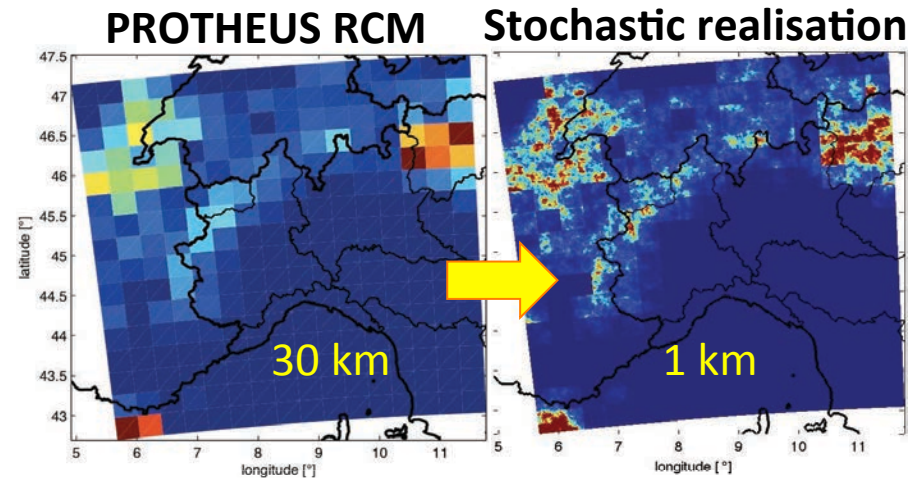 PROTHEUS RCM
Stochastic realisation
47.5
47
46.5
46
45.5
45
44.5
44
43.5
43
latitude [°]
30 km
5 6 7 8 9 10 11
longitude [°]
1 km
6 7 8 9 10 11
longitude [°]